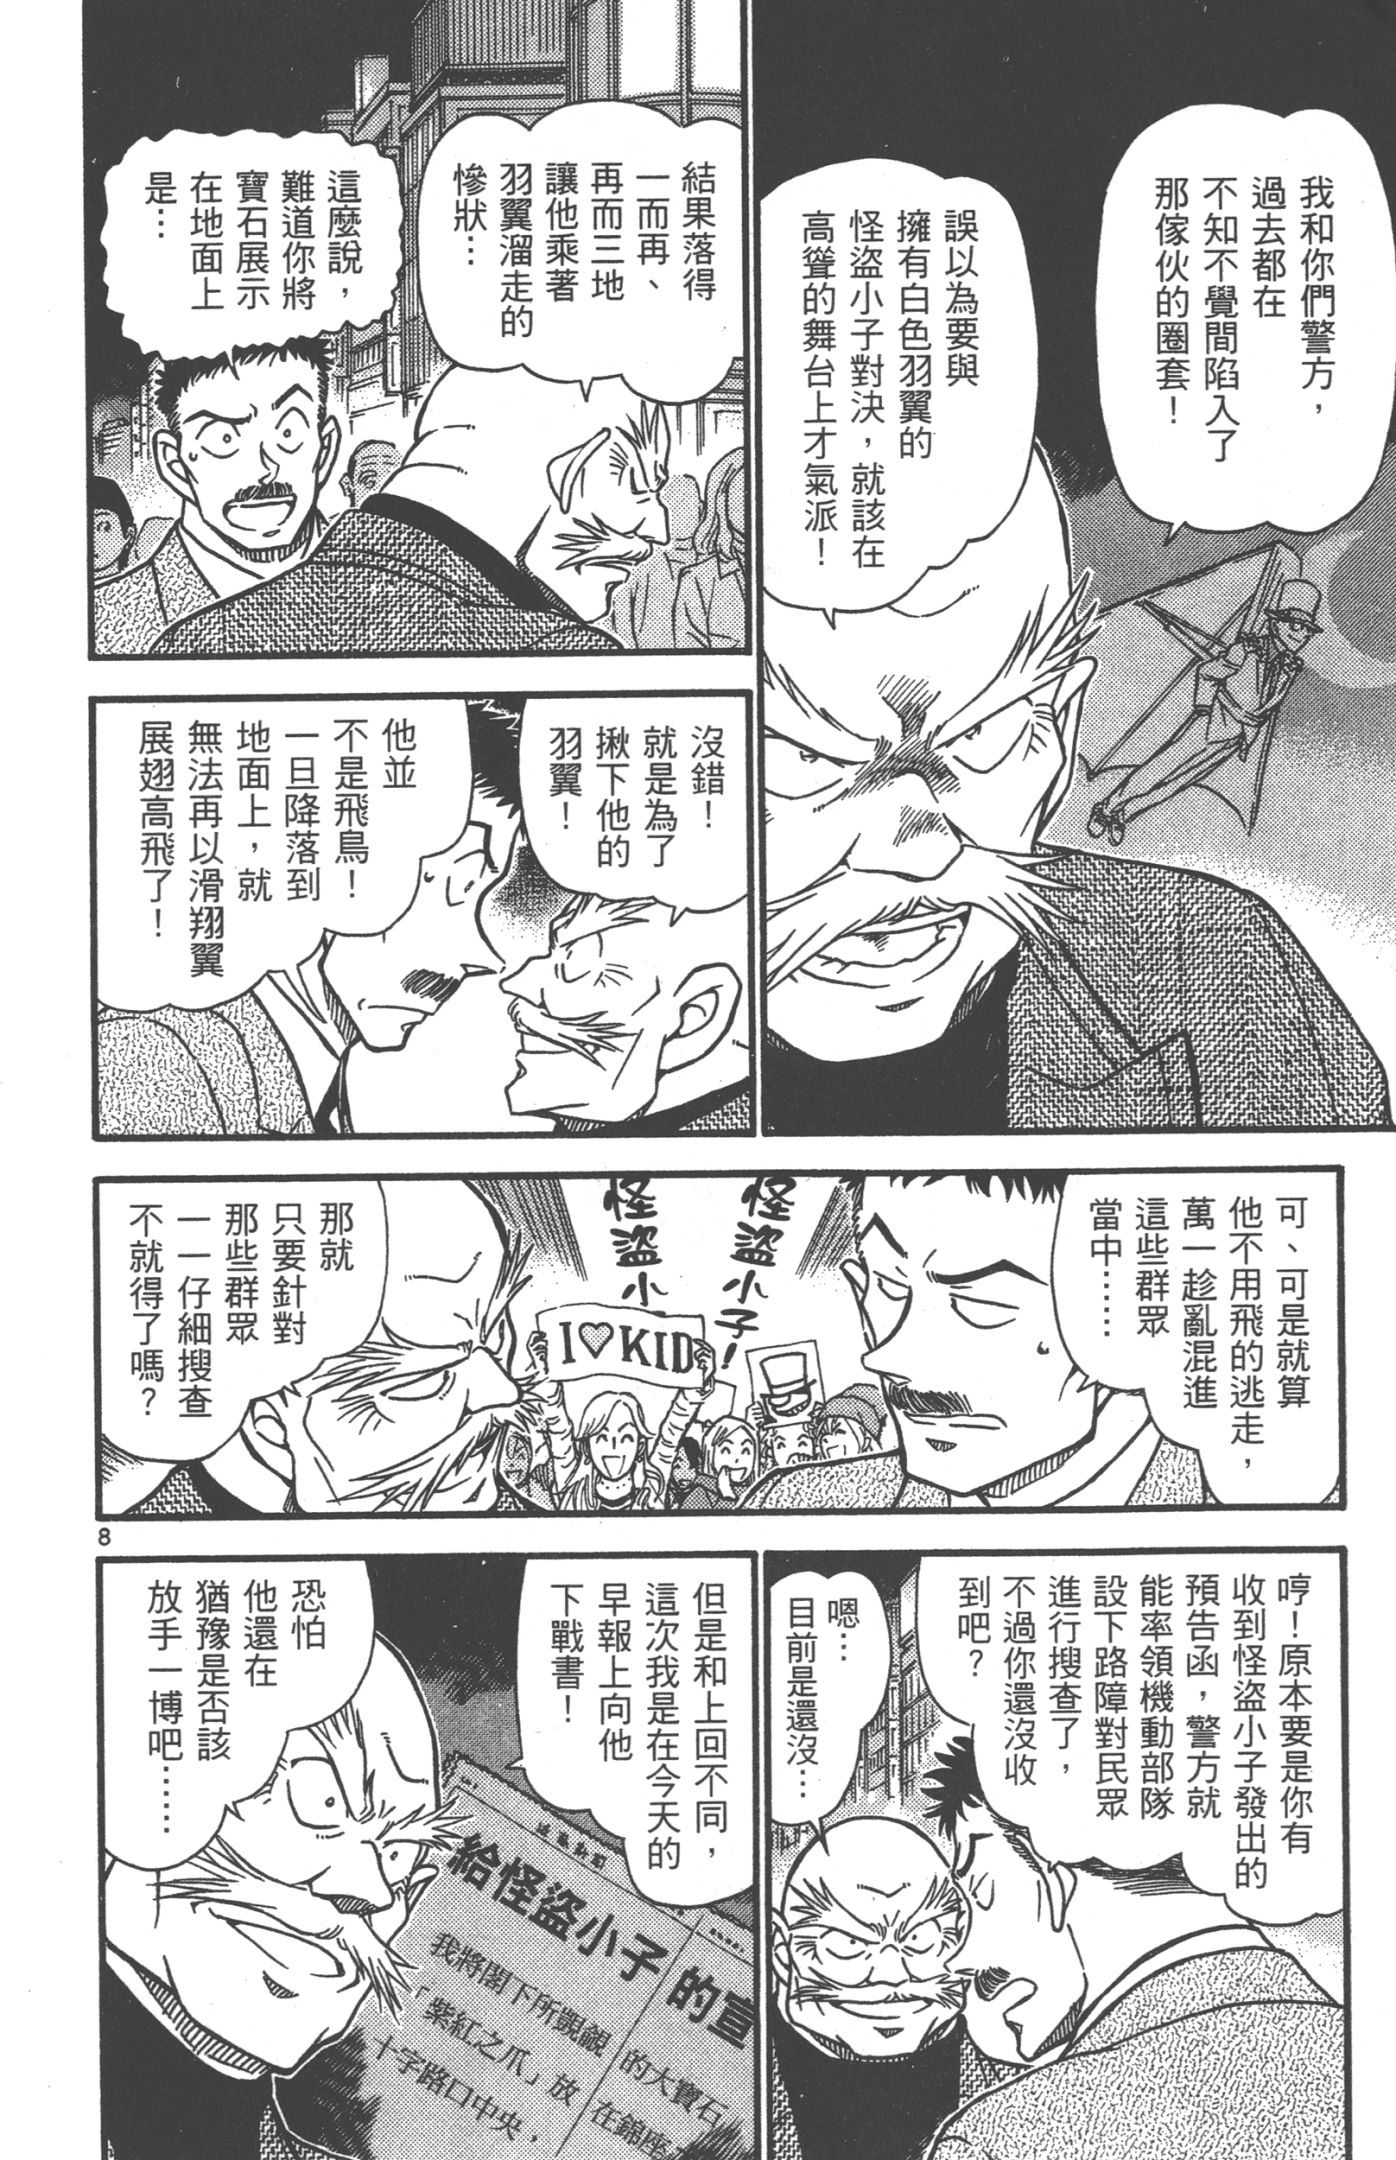 我和你們警方，
過去都在
不知不覺間陷入了
那傢伙的圈套！
誤以為要與
擁有白色羽翼的
怪盜小子對決，就該在
高聳的舞台上才氣派！
結果落得
一而再、
再而三地
讓他乘著
羽翼溜走的
慘狀…
這麼說，
難道你將
寶石展示
在地面上
是…
沒錯！
就是為了
揪下他的
羽翼！
他並
不是飛鳥！
一旦降落到
地面上，就
無法再以滑翔翼
展翅高飛了！
可、可是就算
他不用飛的逃走，
萬一趁亂混進
這些群眾
當中……
怪盜小子！
怪盜小
I♥KID
那就
只要針對
那些群眾
一一仔細搜查
不就得了嗎？
哼！原本要是你有
收到怪盜小子發出的
預告函，警方就
能率領機動部隊
設下路障對民眾
進行搜查了，
不過你還沒收
到吧？
嗯…
目前是還沒…
但是和上回不同，
這次我是在今天的
早報上向他
下戰書！
給怪盜小子的宣
我將閣下所覬覦的大寶石
「紫紅之爪」放在錦座
十字路口中央，
恐怕
他還在
猶豫是否該
放手一博吧……
8